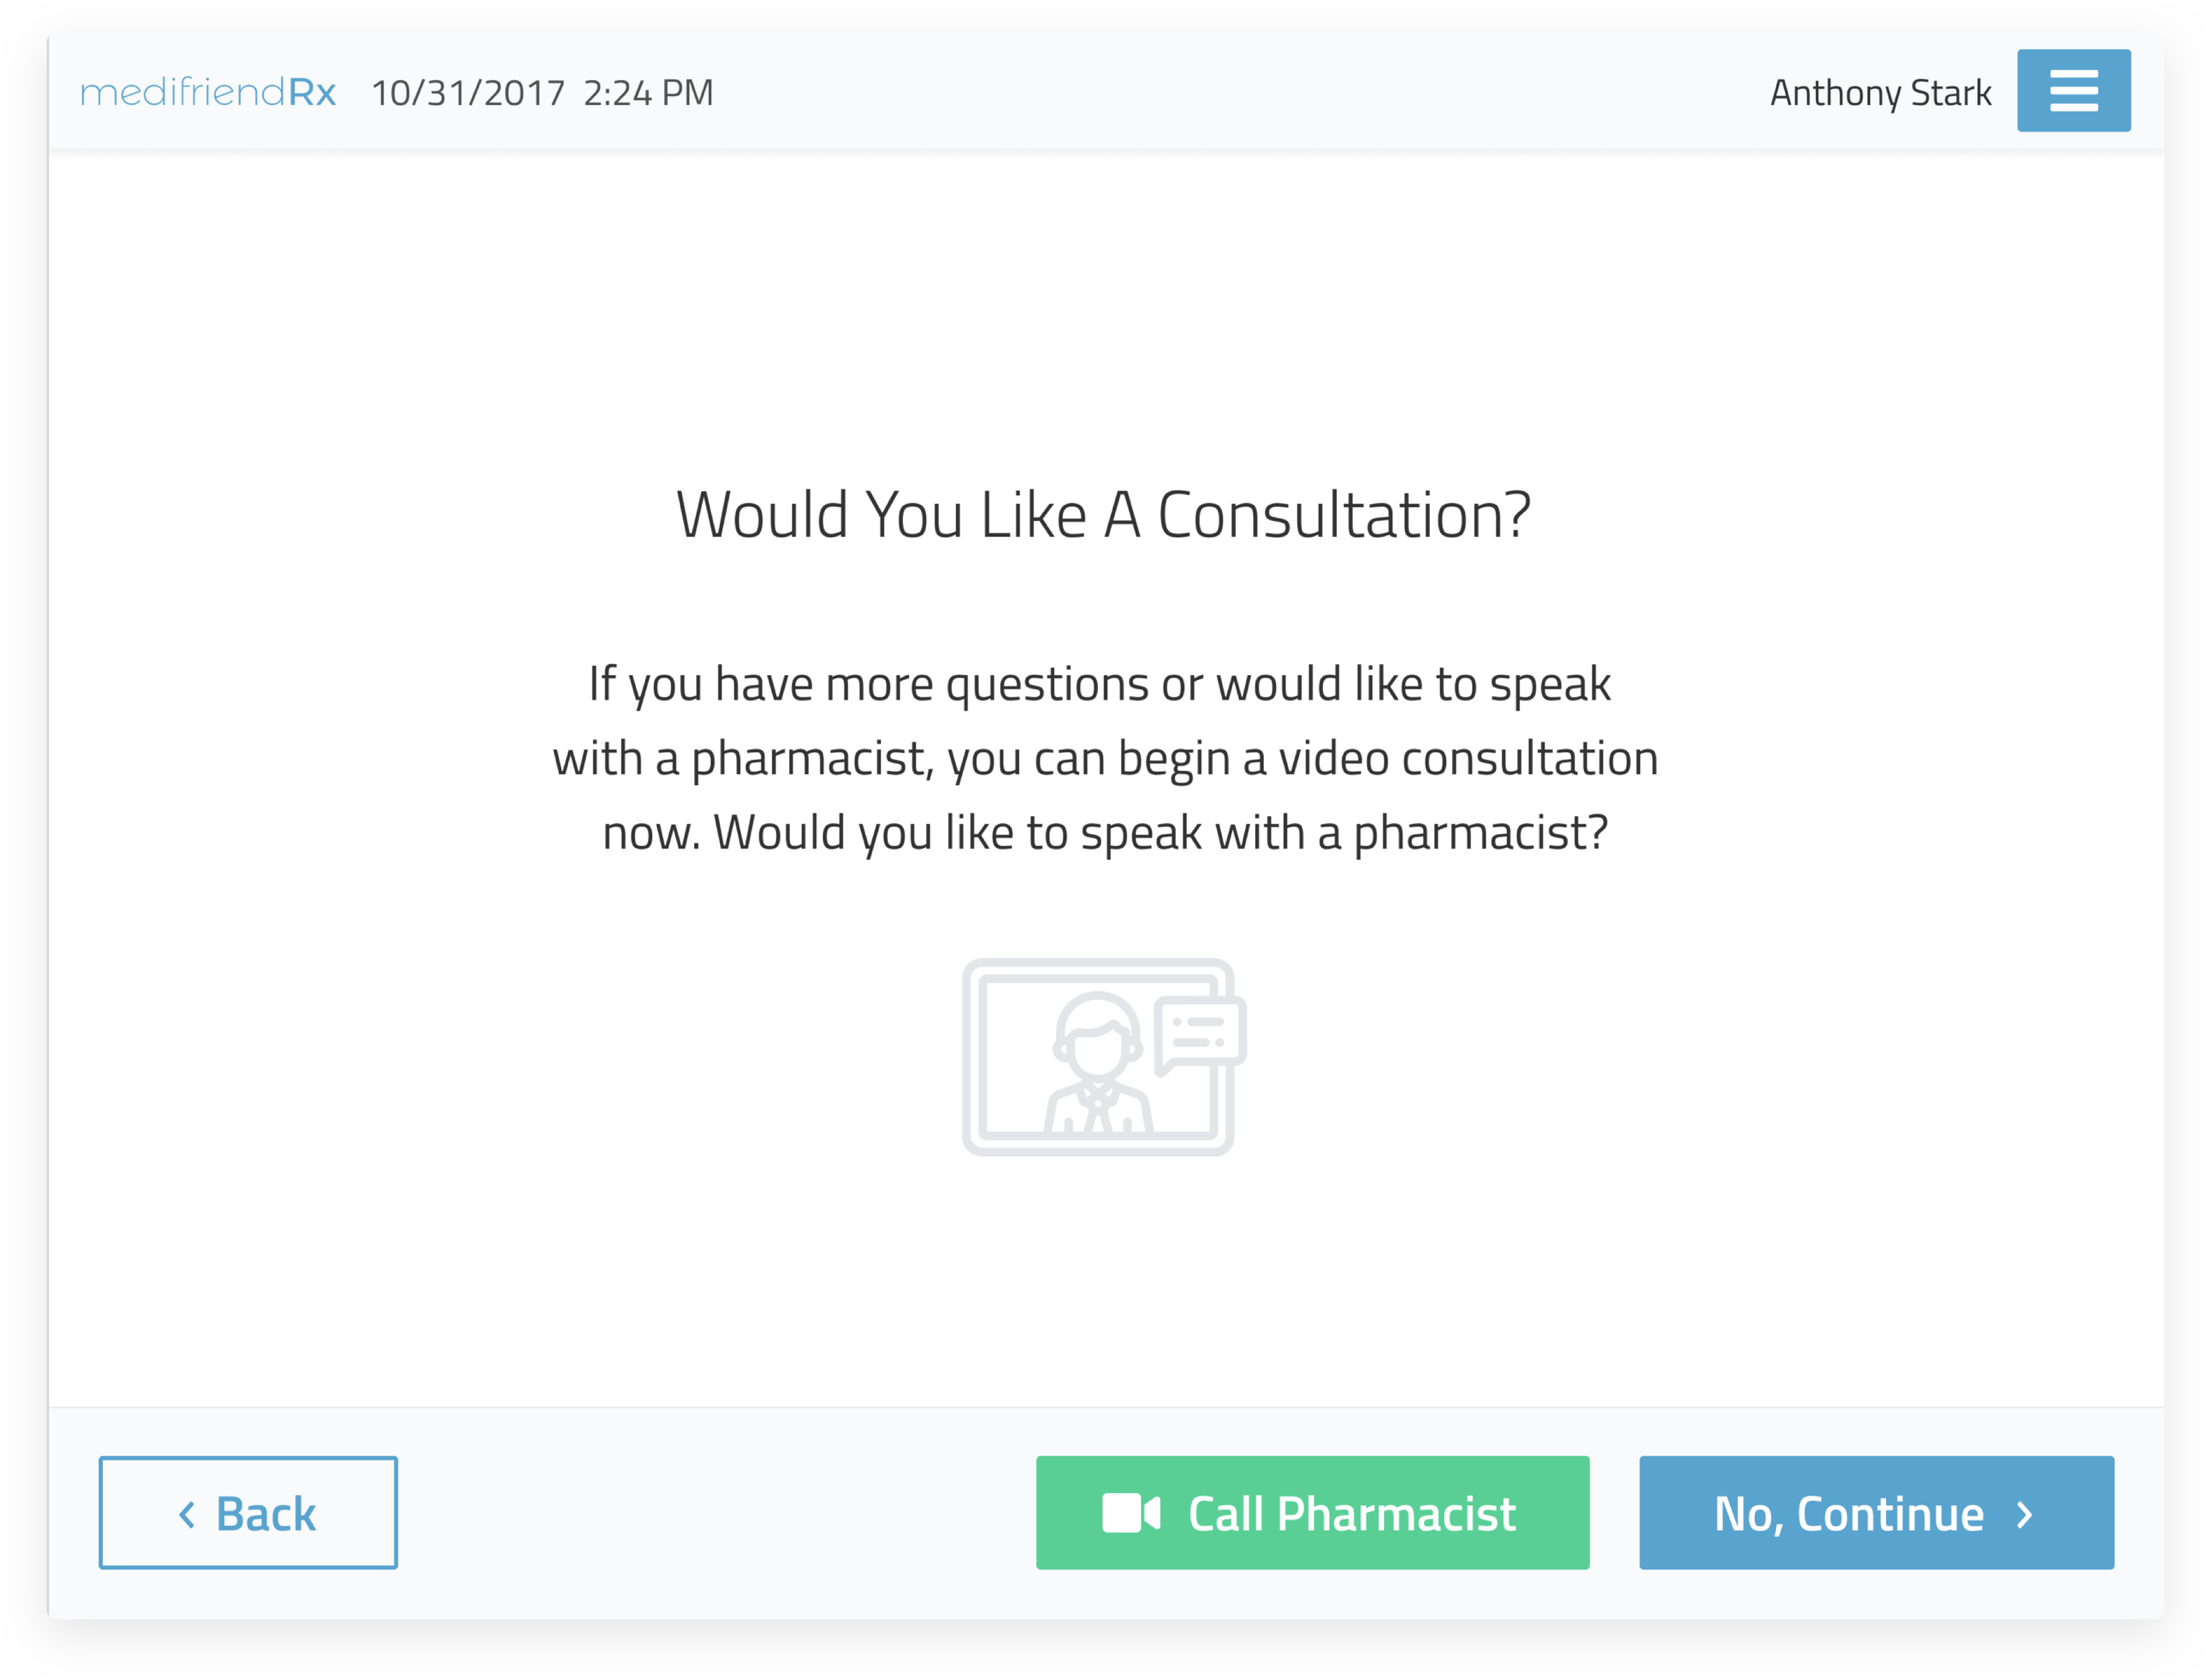 medifriendRx 10/31/2017 2:24 PM Anthony Stark
Would You Like A Consultation?
If you have more questions or would like to speak
with a pharmacist, you can begin a video consultation
now. Would you like to speak with a pharmacist?
Back Call Pharmacist No, Continue